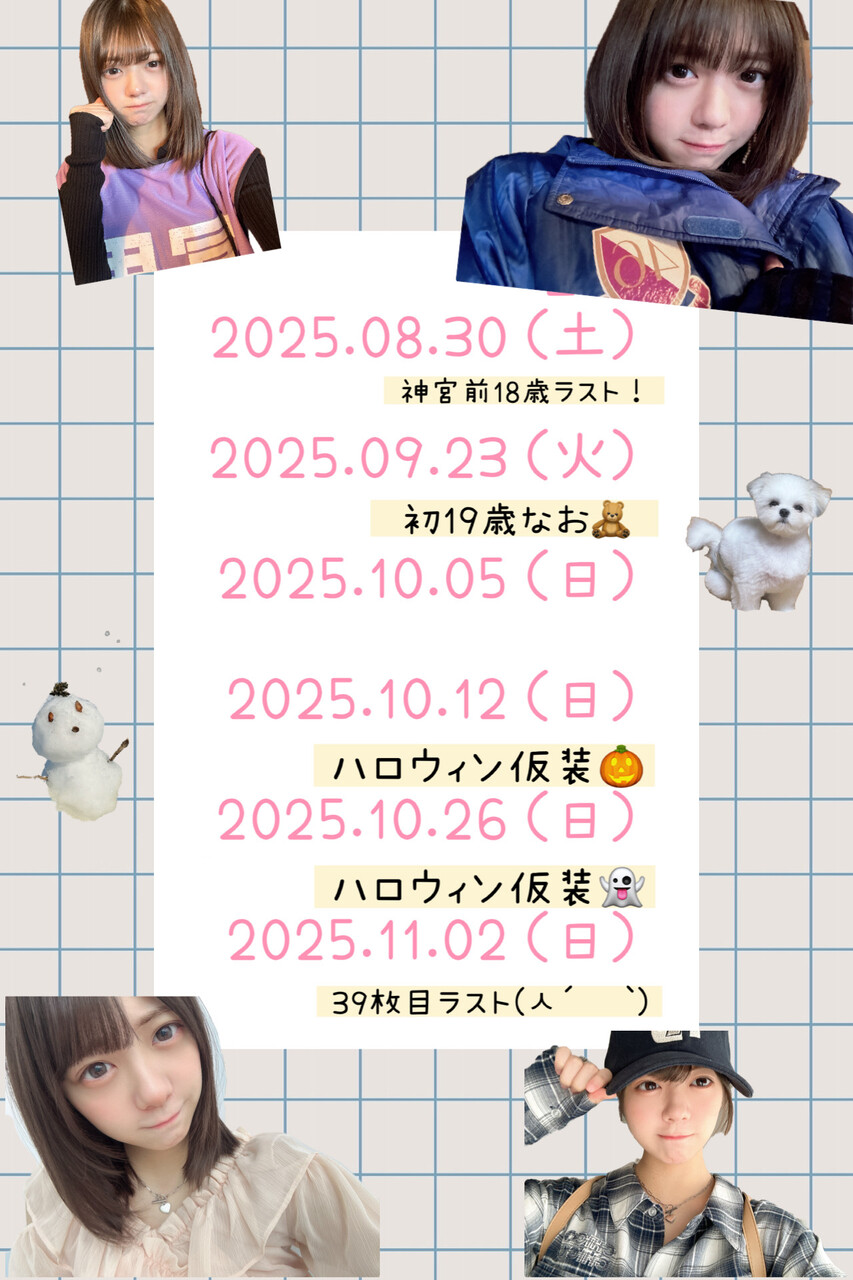 2025.08.30(土)
神宮前18歳ラスト！
2025.09.23(火)
初19歳なお🧸
2025.10.05(日)
2025.10.12(日)
ハロウィン仮装🎃
2025.10.26(日)
ハロウィン仮装👻
2025.11.02(日)
39枚目ラスト(人´ `)